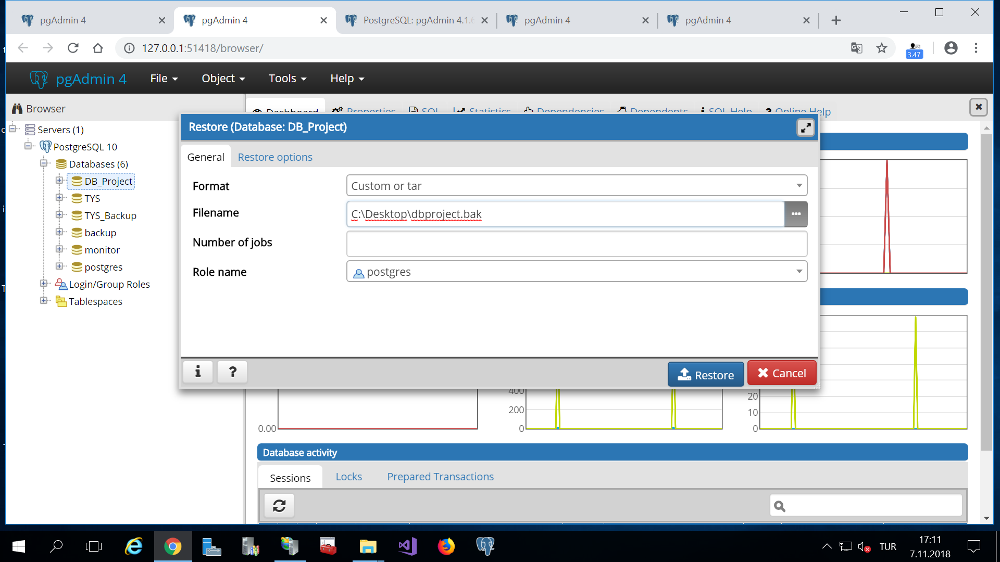 pgAdmin 4
pgAdmin 4
PostgreSQL: pgAdmin 4.1.6
pgAdmin 4
pgAdmin 4
127.0.0.1:51418/browser/
3.47
pgAdmin 4
File
Object
Tools
Help
Browser
Dashboard
Properties
SQL
Statistics
Dependencies
Dependents
SQL Help
Online Help
Servers (1)
PostgreSQL 10
Databases (6)
DB_Project
TYS
TYS_Backup
backup
monitor
postgres
Login/Group Roles
Tablespaces
Restore (Database: DB_Project)
General
Restore options
Format
Custom or tar
Filename
C:\Desktop\dbproject.bak
Number of jobs
Role name
postgres
Restore
Cancel
0.00
400
200
0
20
10
0
Database activity
Sessions
Locks
Prepared Transactions
TUR
17:11
7.11.2018